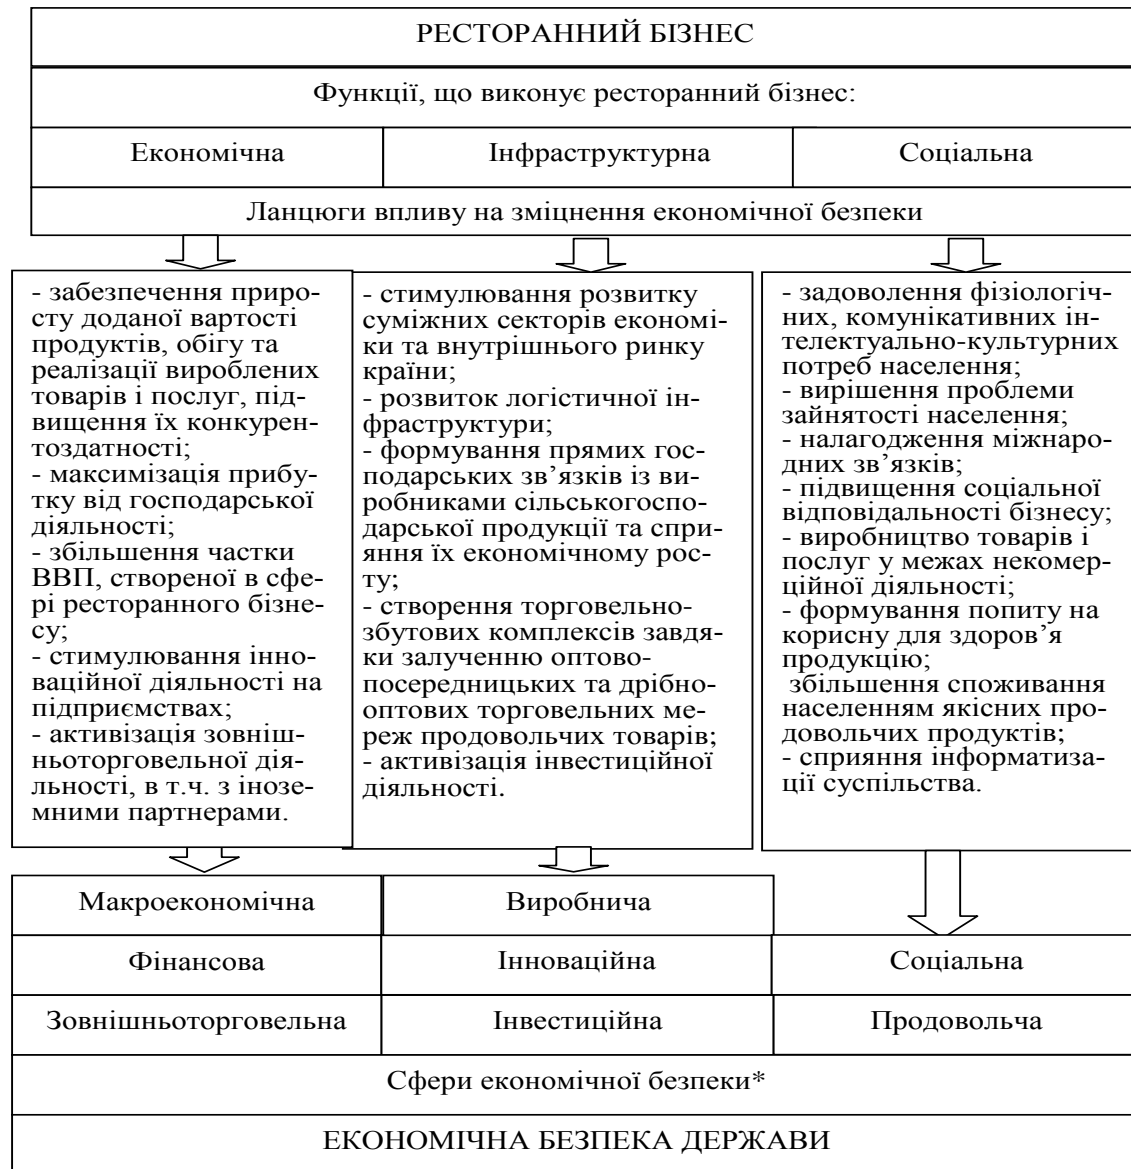 РЕСТОРАННИЙ БІЗНЕС
Функції, що виконує ресторанний бізнес:
Економічна
Інфраструктурна
Соціальна
Ланцюги впливу на зміцнення економічної безпеки
- забезпечення приро-
сту доданої вартості
продуктів, обігу та
реалізації вироблених
товарів і послуг, під-
вищення їх конкурен-
тоздатності;
- максимізація прибу-
тку від господарської
діяльності;
- збільшення частки
ВВП, створеної в сфе-
рі ресторанного бізне-
су;
- стимулювання інно-
ваційної діяльності на
підприємствах;
- активізація зовніш-
ньоторговельної дія-
льності, в т.ч. з інозе-
мними партнерами.
- стимулювання розвитку
суміжних секторів економі-
ки та внутрішнього ринку
країни;
- розвиток логістичної ін-
фраструктури;
- формування прямих гос-
подарських зв’язків із ви-
робниками сільськогоспо-
дарської продукції та спри-
яння їх економічному рос-
ту;
- створення торговельно-
збутових комплексів завдя-
ки залученню оптово-
посередницьких та дрібно-
оптових торговельних ме-
реж продовольчих товарів;
- активізація інвестиційної
діяльності.
- задоволення фізіологіч-
них, комунікативних ін-
телектуально-культурних
потреб населення;
- вирішення проблеми
зайнятості населення;
- налагодження міжнаро-
дних зв’язків;
- підвищення соціальної
відповідальності бізнесу;
- виробництво товарів і
послуг у межах некомер-
ційної діяльності;
- формування попиту на
корисну для здоров’я
продукцію;
збільшення споживання
населенням якісних про-
довольчих продуктів;
- сприяння інформатиза-
ції суспільства.
Макроекономічна
Виробнича
Фінансова
Інноваційна
Соціальна
Зовнішньоторговельна
Інвестиційна
Продовольча
Сфери економічної безпеки*
ЕКОНОМІЧНА БЕЗПЕКА ДЕРЖАВИ